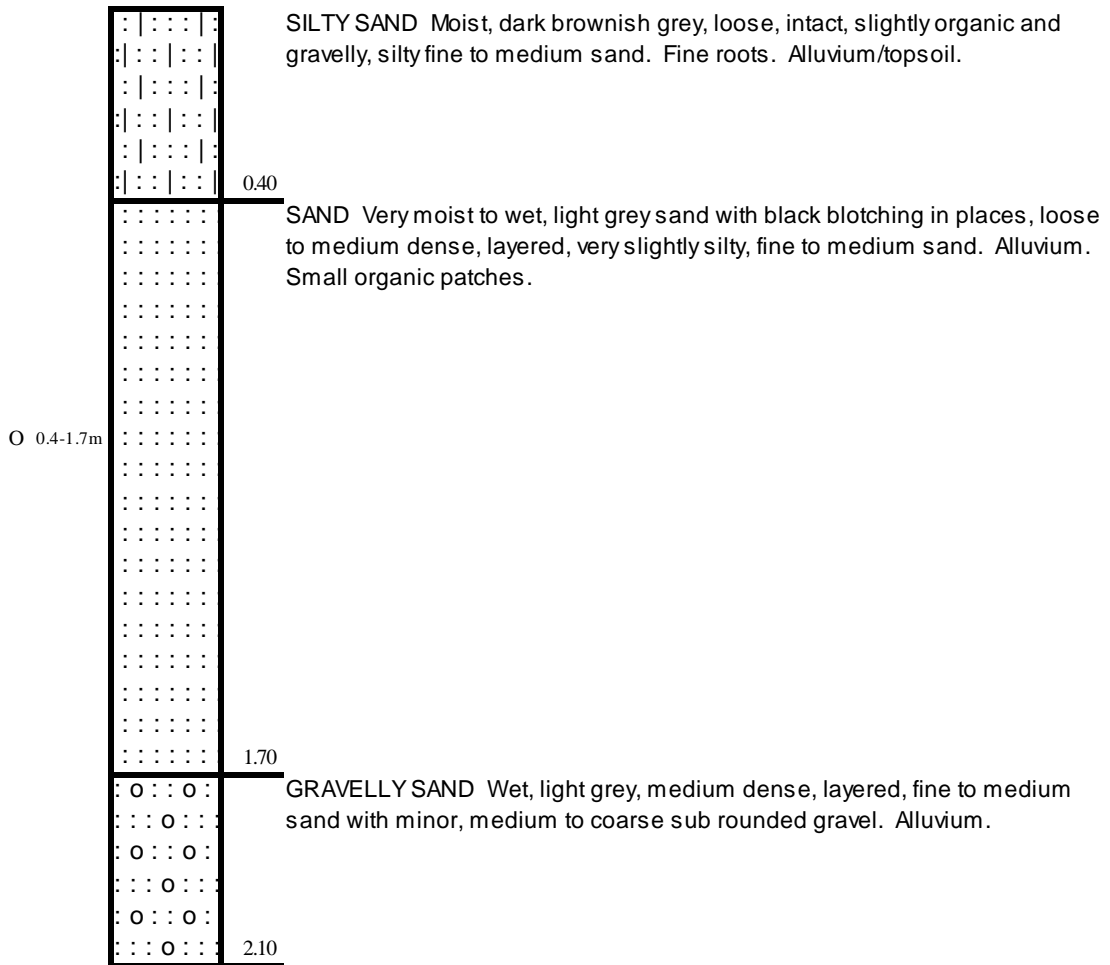 SILTY SAND Moist, dark brownish grey, loose, intact, slightly organic and
gravelly, silty fine to medium sand. Fine roots. Alluvium/topsoil.
0.40
SAND Very moist to wet, light grey sand with black blotching in places, loose
to medium dense, layered, very slightly silty, fine to medium sand. Alluvium.
Small organic patches.
O 0.4-1.7m
1.70
GRAVELLY SAND Wet, light grey, medium dense, layered, fine to medium
sand with minor, medium to coarse sub rounded gravel. Alluvium.
2.10